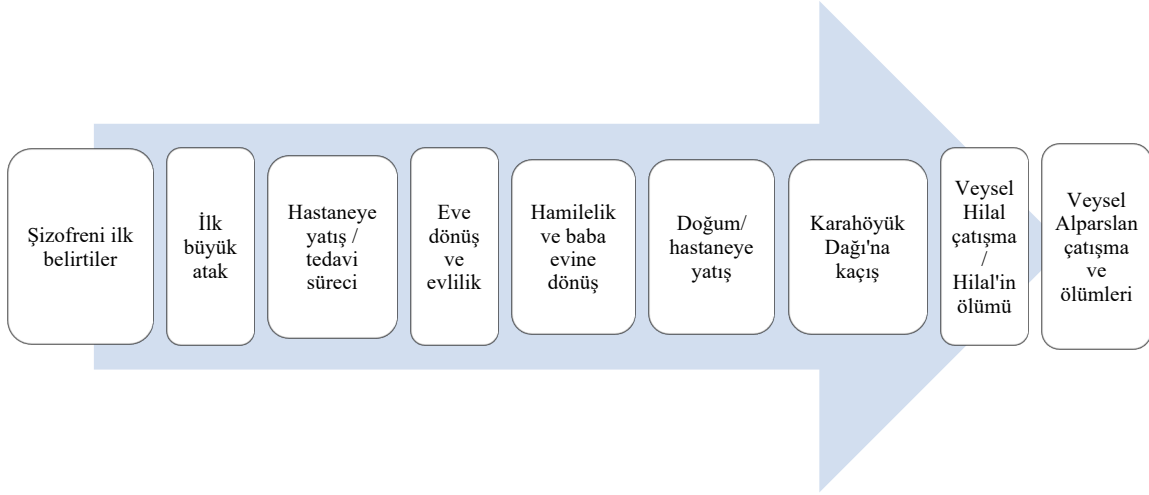 Şizofreni ilk
belirtiler
İlk
büyük
atak
Hastaneye
yatış /
tedavi
süreci
Eve
dönüş
ve
evlilik
Hamilelik
ve baba
evine
dönüş
Doğum/
hastaneye
yatış
Karahöyük
Dağı'na
kaçış
Veysel
Hilal
çatışma
/
Hilal'in
ölümü
Veysel
Alparslan
çatışma
ve
ölümleri